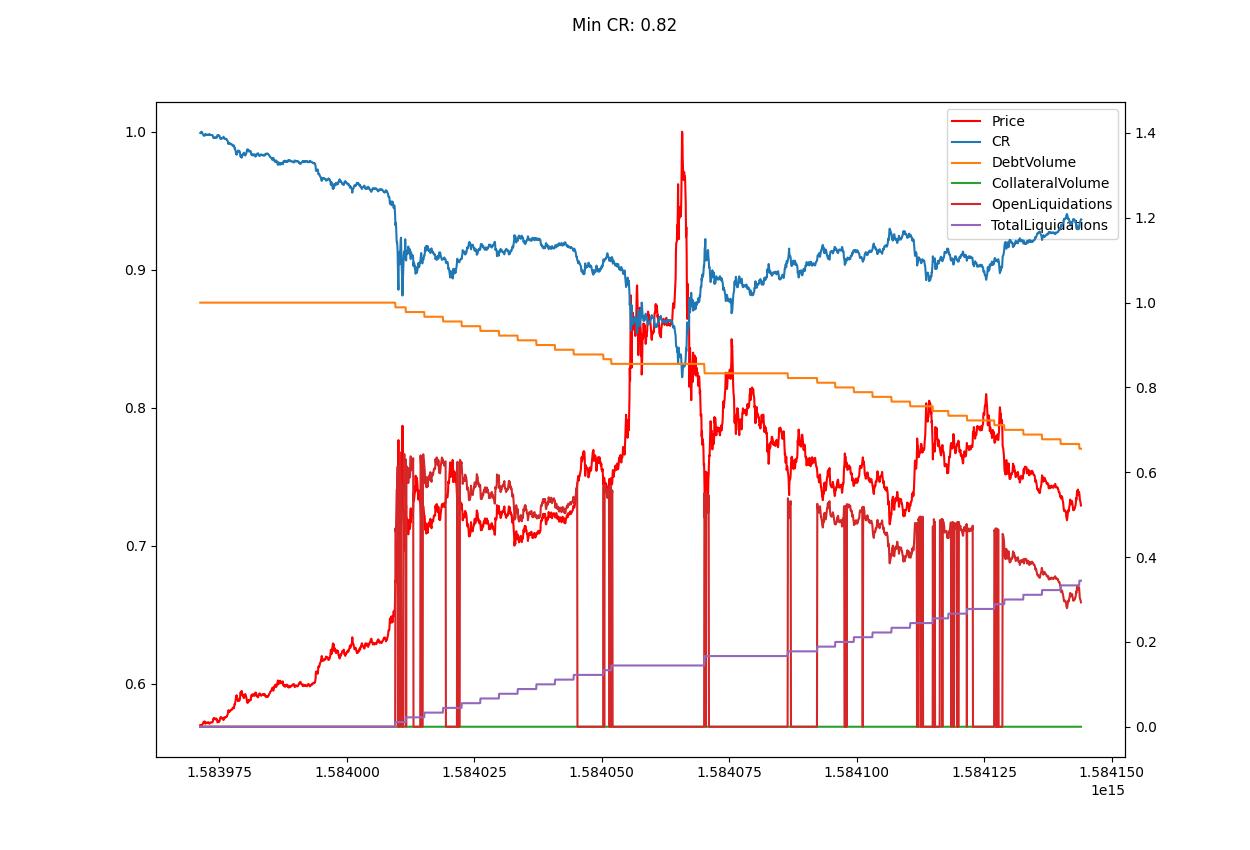 Min CR: 0.82
1.0
0.9
0.8
0.7
0.6
1.4
1.2
1.0
0.8
0.6
0.4
0.2
0.0
Price
CR
DebtVolume
CollateralVolume
OpenLiquidations
TotalLiquidations
1.583975 1.584000 1.584025 1.584050 1.584075 1.584100 1.584125 1.584150
1e15